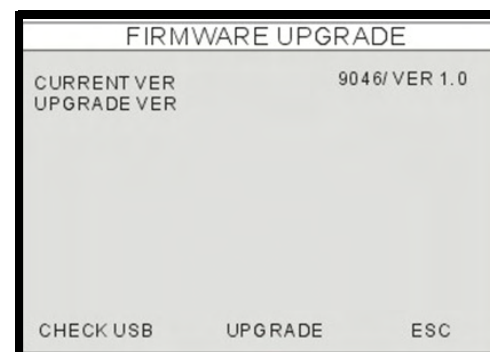 FIRMWARE UPGRADE
CURRENT VER 9046/ VER 1.0
UPGRADE VER
CHECK USB UPGRADE ESC